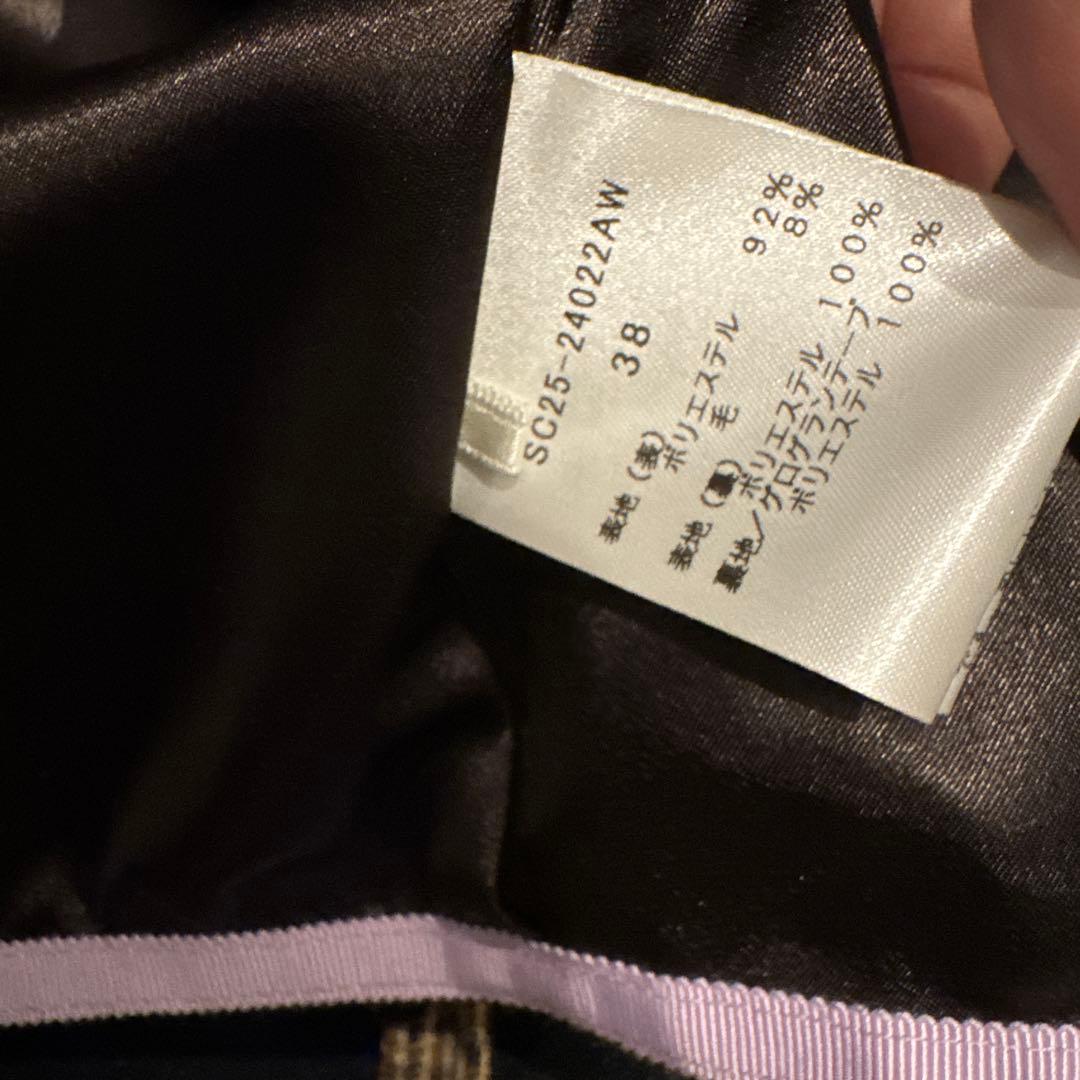 SC25-24022AW
38
表地(表)
ポリエステル 92%
毛 8%
表地(裏)
ポリエステル 100%
裏地/グログランテープ
ポリエステル 100%